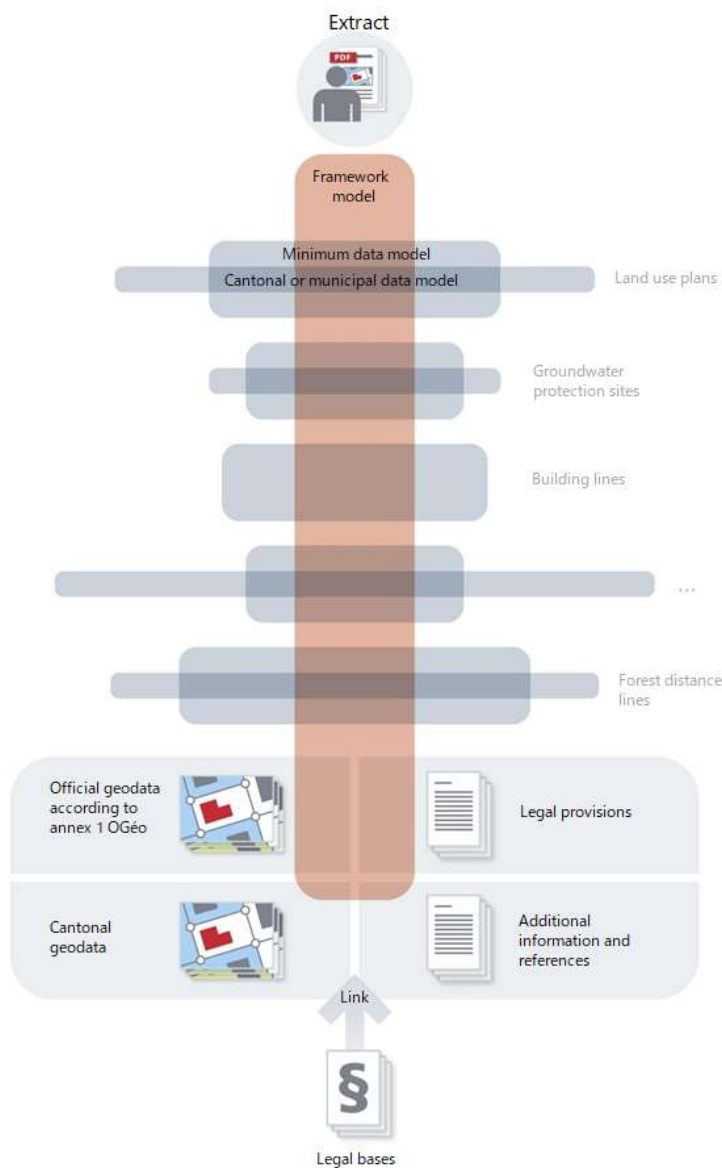 Extract
PDF
Framework
model
Minimum data model
Cantonal or municipal data model
Land use plans
Groundwater
protection sites
Building lines
...
Forest distance
lines
Official geodata
according to
annex 1 OGéo
Legal provisions
Cantonal
geodata
Additional
information and
references
Link
§
Legal bases